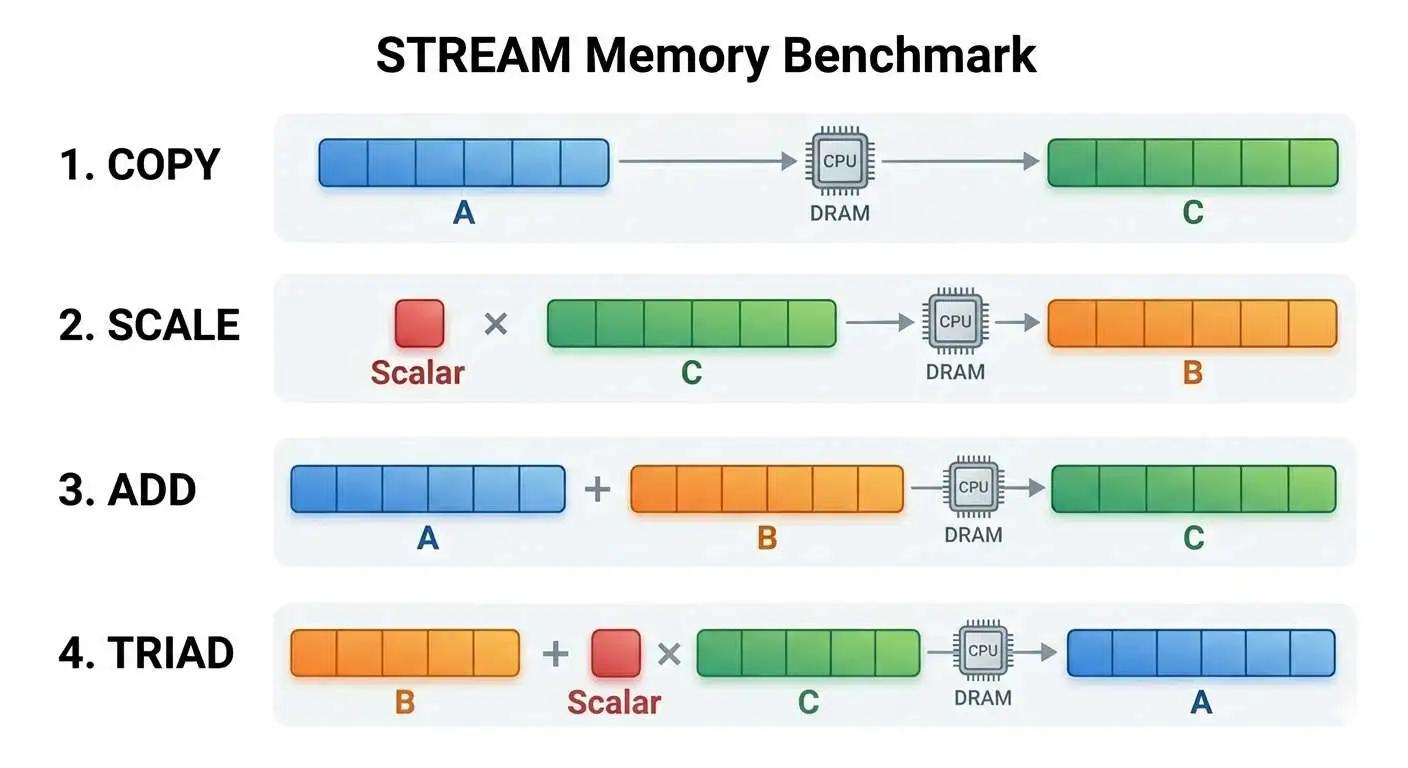 STREAM Memory Benchmark
1. COPY
CPU
DRAM
A
C
2. SCALE
×
CPU
Scalar
C
DRAM
B
3. ADD
+
CPU
A
B
DRAM
C
4. TRIAD
+ ×
CPU
B
Scalar
C
DRAM
A